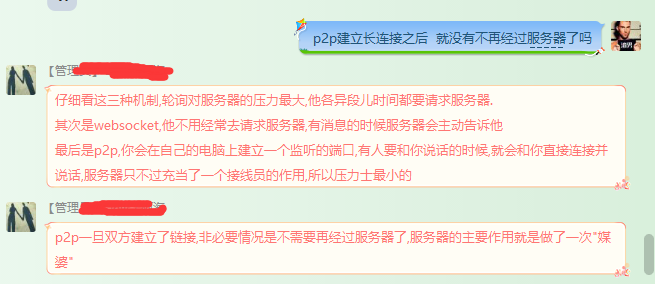 p2p建立长连接之后 就没有不再经过服务器了吗
【管理
仔细看这三种机制,轮询对服务器的压力最大,他各异段儿时间都要请求服务器.
其次是websocket,他不用经常去请求服务器,有消息的时候服务器会主动告诉他
最后是p2p,你会在自己的电脑上建立一个监听的端口,有人要和你说话的时候,就会和你直接连接并
说话,服务器只不过充当了一个接线员的作用,所以压力士最小的
【管理
p2p一旦双方建立了链接,非必要情况是不需要再经过服务器了,服务器的主要作用就是做了一次"媒
婆"